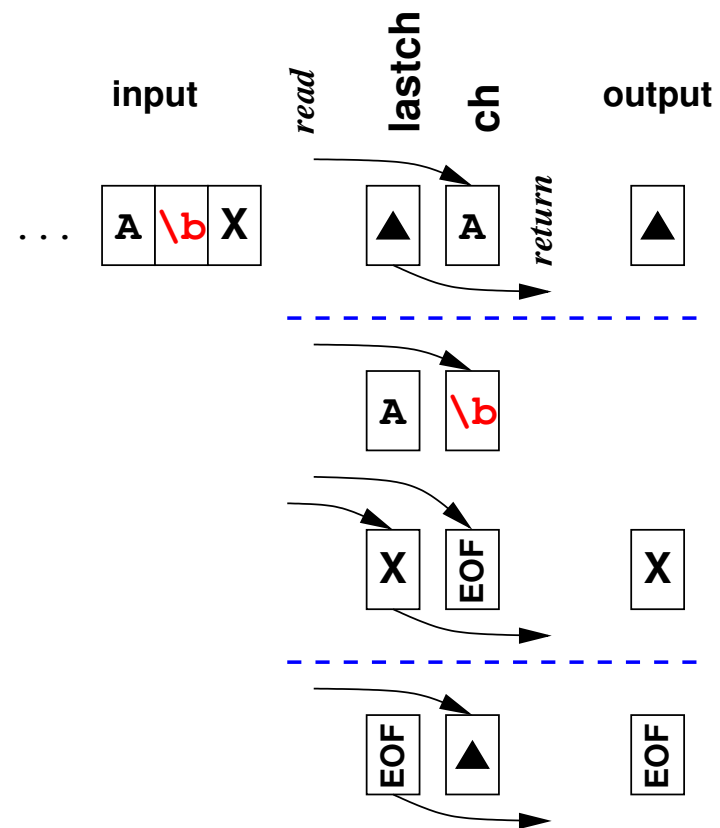 input read lastch ch output
... A \b X ▲ A return ▲
A \b
X EOF X
EOF ▲ EOF